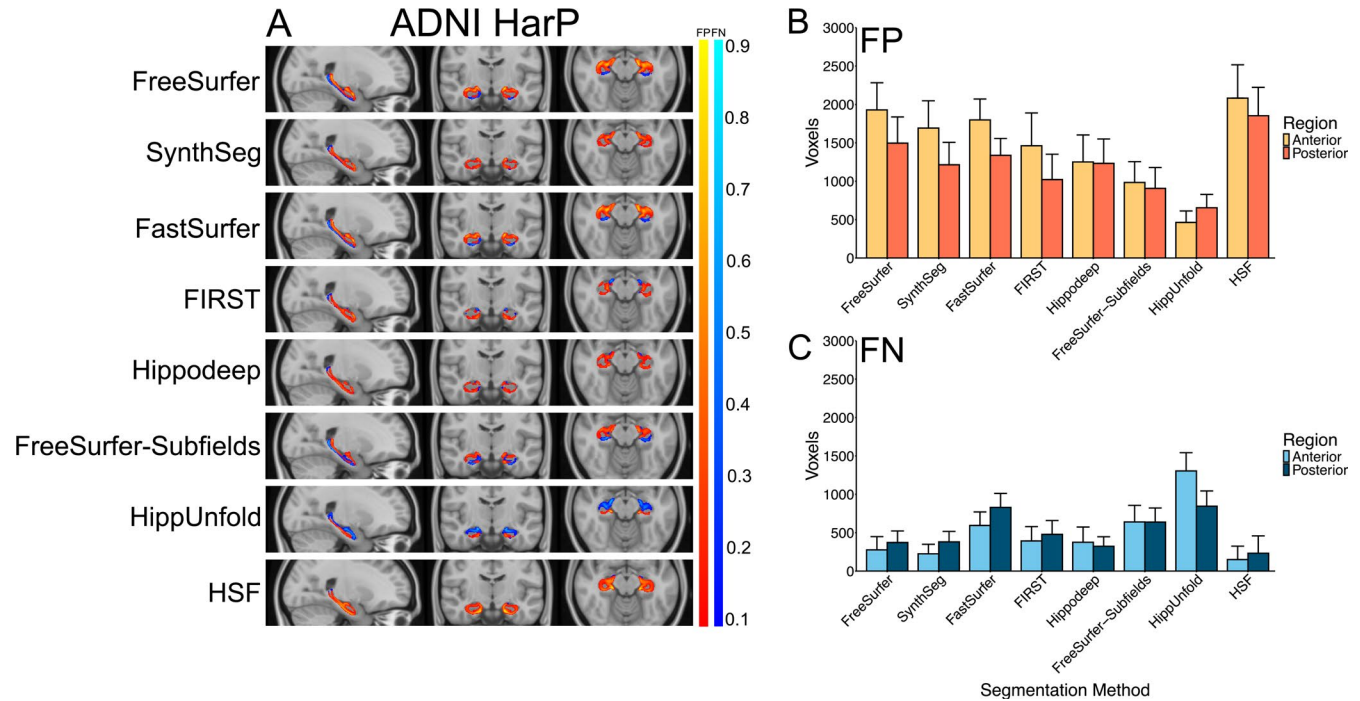 A
ADNI HarP
FPFN
FreeSurfer
SynthSeg
FastSurfer
FIRST
Hippodeep
FreeSurfer-Subfields
HippUnfold
HSF
0.9
0.8
0.7
0.6
0.5
0.4
0.3
0.2
0.1
B
FP
3000
2500
2000
1500
1000
500
0
Voxels
FreeSurfer
SynthSeg
FastSurfer
FIRST
Hippodeep
FreeSurfer-Subfields
HippUnfold
HSF
Region
Anterior
Posterior
C
FN
3000
2500
2000
1500
1000
500
0
Voxels
FreeSurfer
SynthSeg
FastSurfer
FIRST
Hippodeep
FreeSurfer-Subfields
HippUnfold
HSF
Segmentation Method
Region
Anterior
Posterior